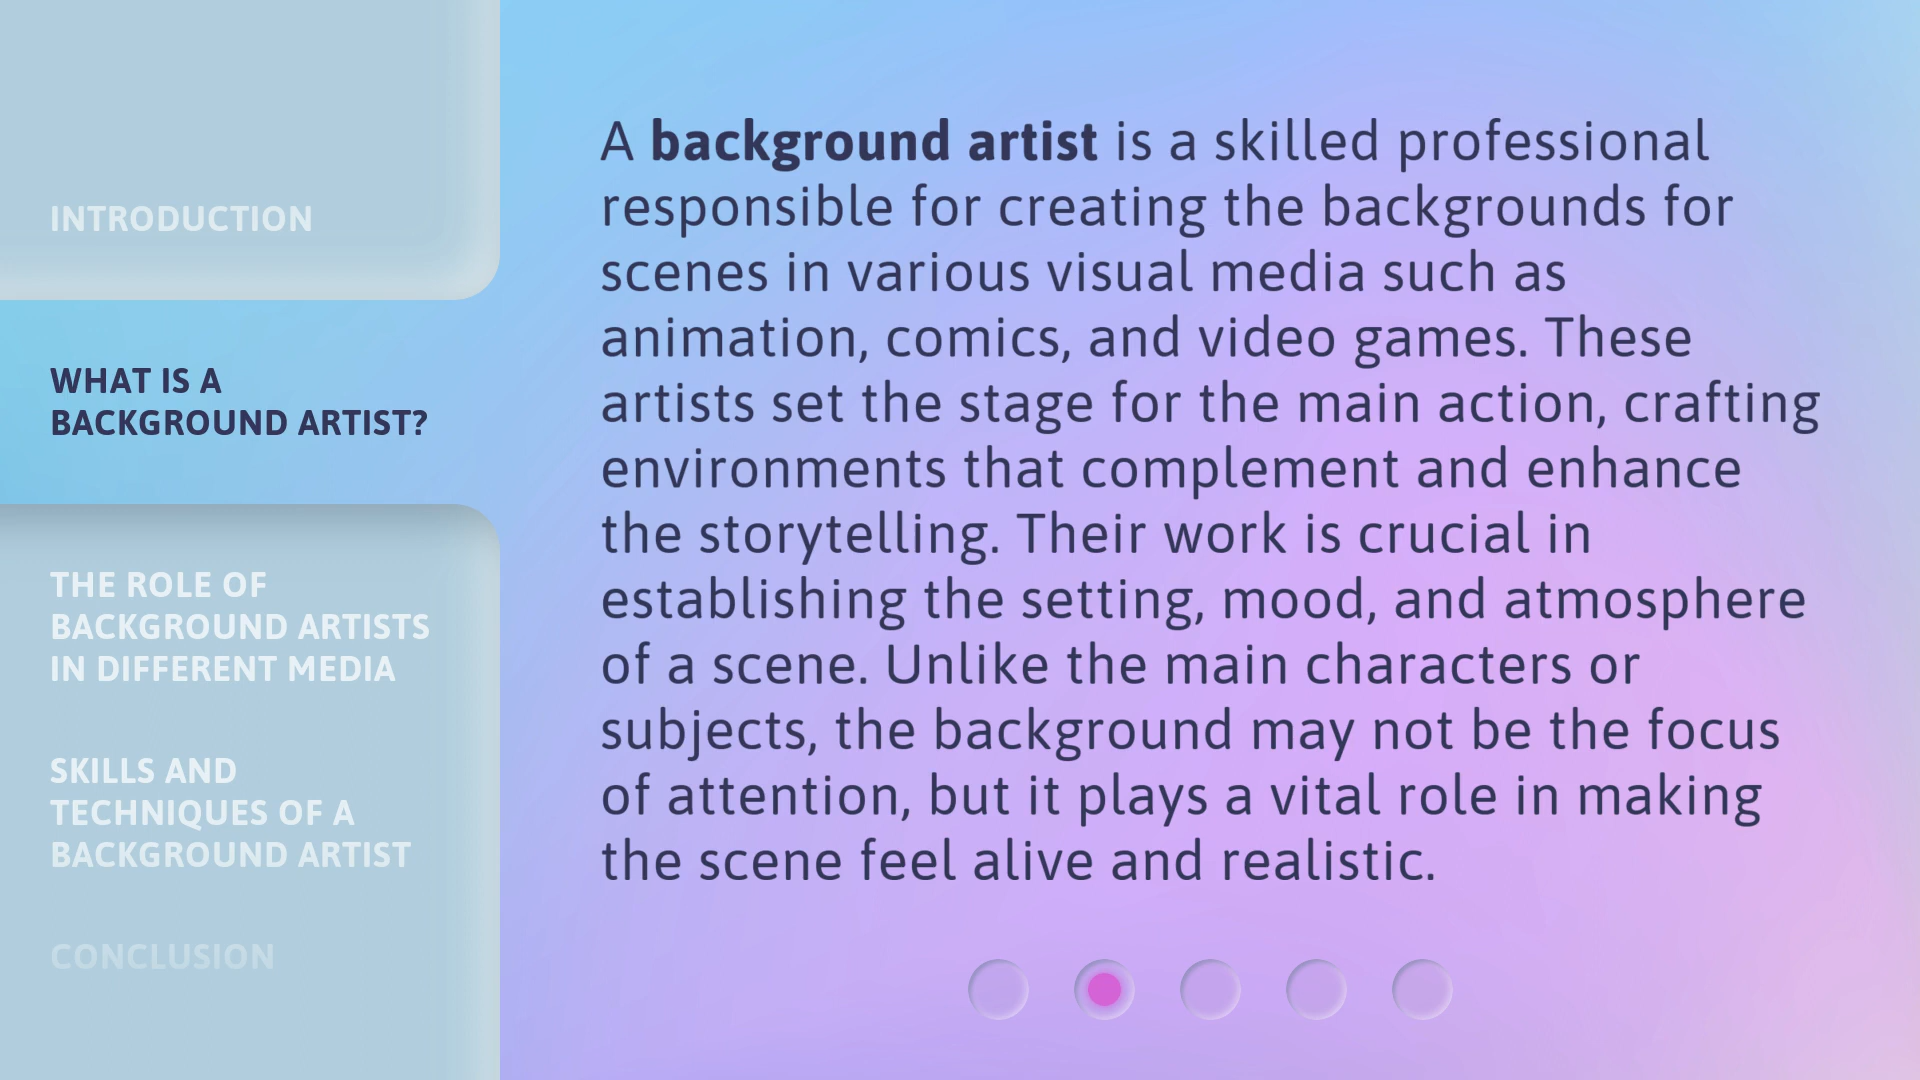 INTRODUCTION
WHAT IS A
BACKGROUND ARTIST?
THE ROLE OF
BACKGROUND ARTISTS
IN DIFFERENT MEDIA
SKILLS AND
TECHNIQUES OF A
BACKGROUND ARTIST
CONCLUSION
A background artist is a skilled professional
responsible for creating the backgrounds for
scenes in various visual media such as
animation, comics, and video games. These
artists set the stage for the main action, crafting
environments that complement and enhance
the storytelling. Their work is crucial in
establishing the setting, mood, and atmosphere
of a scene. Unlike the main characters or
subjects, the background may not be the focus
of attention, but it plays a vital role in making
the scene feel alive and realistic.